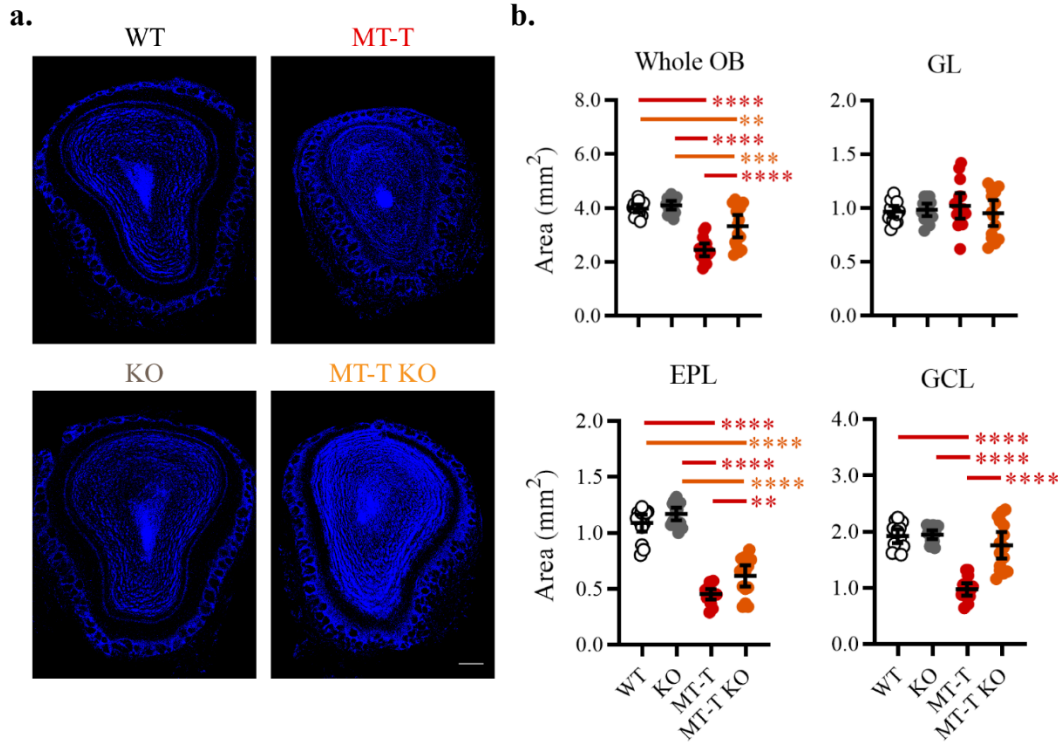 a.
WT
MT-T
KO
MT-T KO
b.
Whole OB
Area (mm²)
8.0
6.0
4.0
2.0
0.0
****
**
****
***
****
GL
2.0
1.5
1.0
0.5
0.0
EPL
Area (mm²)
2.0
1.5
1.0
0.5
0.0
****
****
****
****
**
WT
KO
MT-T
MT-T KO
GCL
4.0
3.0
2.0
1.0
0.0
****
****
****
WT
KO
MT-T
MT-T KO